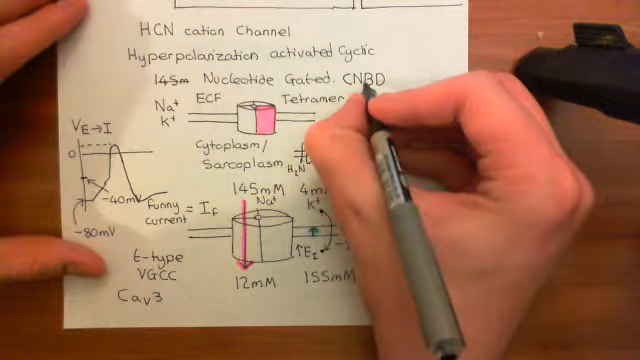 HCN Cation Channel
Hyperpolarization activated Cyclic
145m Nucleotide Gated. CNBD
Na+ ECF Tetramer
K+
Cytoplasm/
Sarcoplasm
H2N
VE→I
0
-40mV
-80mV
Funny
current = IF
145mM
Na+
K+
↑EI
12mM 155mM
t-type
VGCC
Cav3